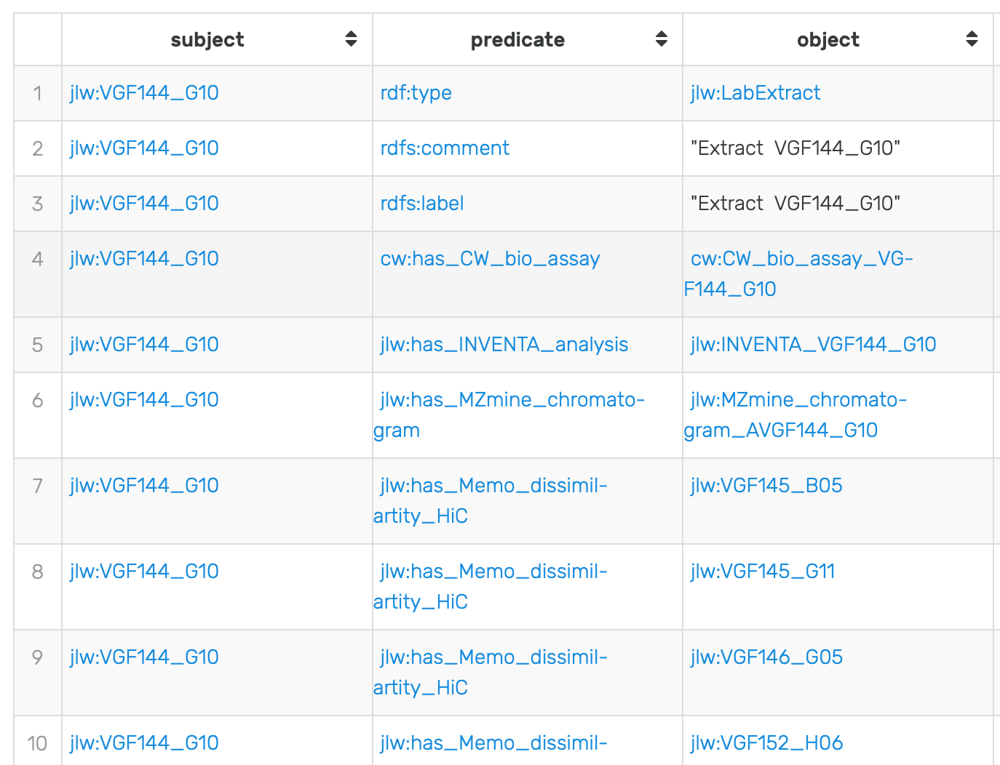 subject predicate object
1 jlw:VGF144_G10 rdf:type jlw:LabExtract
2 jlw:VGF144_G10 rdfs:comment "Extract  VGF144_G10"
3 jlw:VGF144_G10 rdfs:label "Extract  VGF144_G10"
4 jlw:VGF144_G10 cw:has_CW_bio_assay cw:CW_bio_assay_VG-
F144_G10
5 jlw:VGF144_G10 jlw:has_INVENTA_analysis jlw:INVENTA_VGF144_G10
6 jlw:VGF144_G10 jlw:has_MZmine_chromato- jlw:MZmine_chromato-
gram gram_AVGF144_G10
7 jlw:VGF144_G10 jlw:has_Memo_dissimil- jlw:VGF145_B05
artity_HiC
8 jlw:VGF144_G10 jlw:has_Memo_dissimil- jlw:VGF145_G11
artity_HiC
9 jlw:VGF144_G10 jlw:has_Memo_dissimil- jlw:VGF146_G05
artity_HiC
10 jlw:VGF144_G10 jlw:has_Memo_dissimil- jlw:VGF152_H06